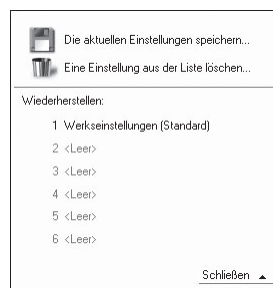 Die aktuellen Einstellungen speichern...
Eine Einstellung aus der Liste löschen...
Wiederherstellen:
1 Werkseinstellungen (Standard)
2 <Leer>
3 <Leer>
4 <Leer>
5 <Leer>
6 <Leer>
Schließen